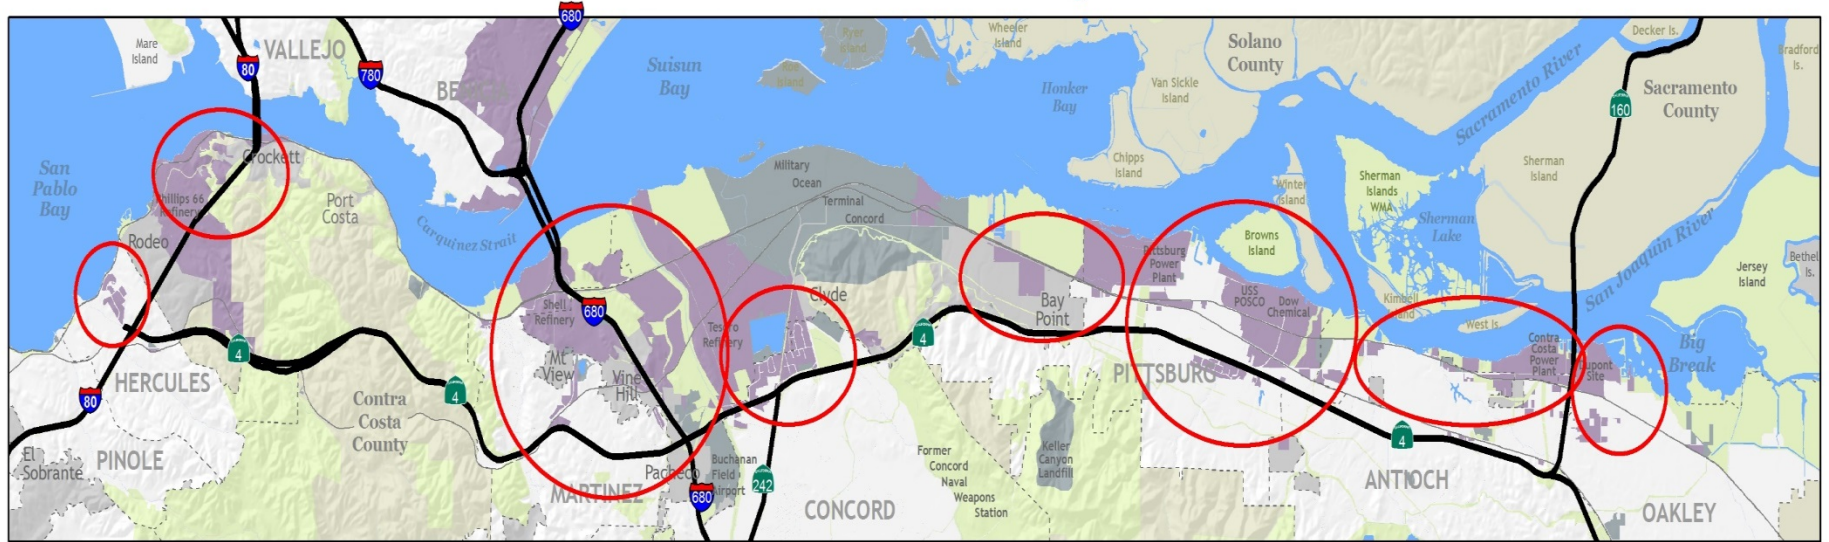 680
Mare
Island
VALLEJO
80
780
Suisun
Bay
Wheeler
Island
Solano
County
Decker Is.
Bradford
Is.
Honker
Bay
Van Sickle
Island
Sacramento River
160
Sacramento
County
San
Pablo
Bay
Crockett
Phillips 66
Refinery
Port
Costa
Rodeo
Carquinez Strait
Military
Ocean
Terminal
Concord
Chipps
Island
Winter
Island
Sherman
Islands
WMA
Sherman
Island
Sherman
Lake
San Joaquin River
Browns
Island
Pittsburg
Power
Plant
Jersey
Island
Bethel
Is.
USS
POSCO
Dow
Chemical
Kimball
Island
West Is.
Clyde
Bay
Point
Shell
Refinery
680
Tesoro
Refinery
4
4
4
Mt
View
Vine
Hill
HERCULES
80
Contra
Costa
County
PITTSBURG
Contra
Costa
Power
Plant
Dupont
Site
Big
Break
El
Sobrante
PINOLE
Pacheco
Buchanan
Field
Airport
MARTINEZ
680
242
CONCORD
Former
Concord
Naval
Weapons
Station
Keller
Canyon
Landfill
4
ANTIOCH
OAKLEY